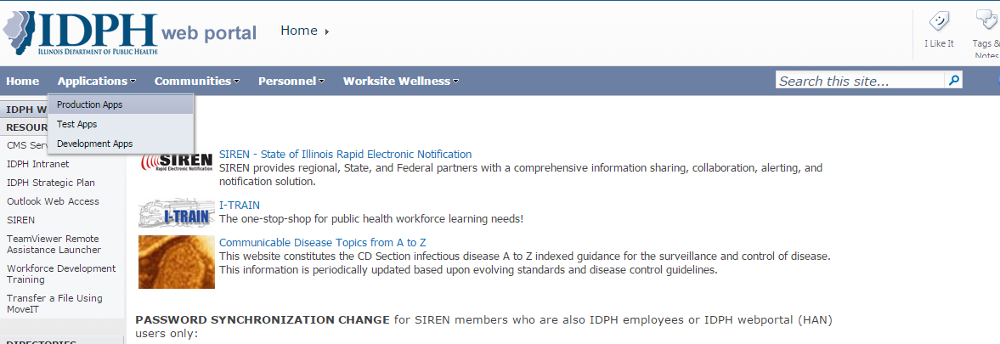 IDPH web portal
ILLINOIS DEPARTMENT OF PUBLIC HEALTH
Home
I Like It
Tags &
Notes
Home Applications Communities Personnel Worksite Wellness
Search this site...
Production Apps
Test Apps
Development Apps
IDPH W
RESOUR
CMS Serv
IDPH Intranet
IDPH Strategic Plan
Outlook Web Access
SIREN
TeamViewer Remote
Assistance Launcher
Workforce Development
Training
Transfer a File Using
MoveIT
DIRECTORIES
SIREN
Rapid Electronic Notification
SIREN - State of Illinois Rapid Electronic Notification
SIREN provides regional, State, and Federal partners with a comprehensive information sharing, collaboration, alerting, and
notification solution.
I-TRAIN
I-TRAIN
The one-stop-shop for public health workforce learning needs!
Communicable Disease Topics from A to Z
This website constitutes the CD Section infectious disease A to Z indexed guidance for the surveillance and control of disease.
This information is periodically updated based upon evolving standards and disease control guidelines.
PASSWORD SYNCHRONIZATION CHANGE for SIREN members who are also IDPH employees or IDPH webportal (HAN)
users only: